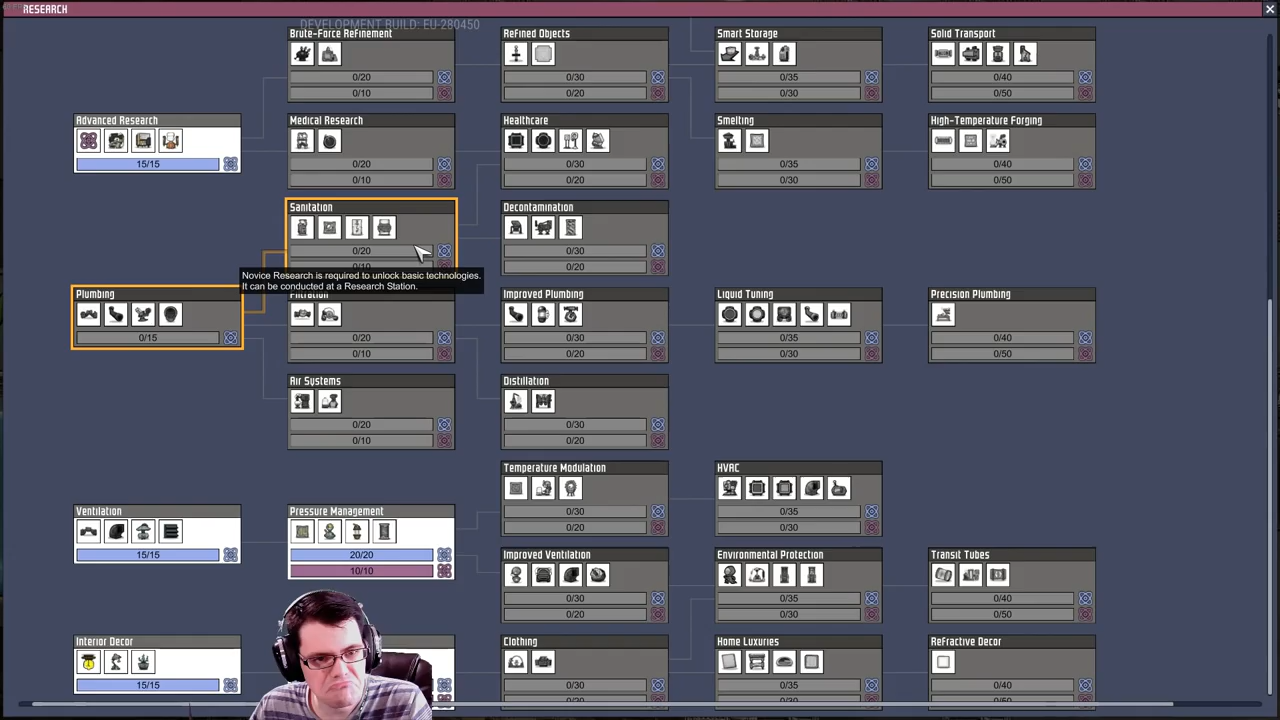 RESEARCH
DEVELOPMENT BUILD: EU-280450
Brute-Force Refinement
0/20
0/10
Refined Objects
0/30
0/20
Smart Storage
0/35
0/30
Solid Transport
0/40
0/50
Advanced Research
15/15
Medical Research
0/20
0/10
Healthcare
0/30
0/20
Smelting
0/35
0/30
High-Temperature Forging
0/40
0/50
Sanitation
0/20
Decontamination
0/30
0/20
Novice Research is required to unlock basic technologies.
It can be conducted at a Research Station.
Plumbing
0/15
Filtration
0/20
0/10
Improved Plumbing
0/30
0/20
Liquid Tuning
0/35
0/30
Precision Plumbing
0/40
0/50
Air Systems
0/20
0/10
Distillation
0/30
0/20
Temperature Modulation
0/30
0/20
HVAC
0/35
0/30
Ventilation
15/15
Pressure Management
20/20
10/10
Improved Ventilation
0/30
0/20
Environmental Protection
0/35
0/30
Transit Tubes
0/40
0/50
Interior Decor
15/15
Clothing
0/30
Home Luxuries
0/35
Refractive Decor
0/40